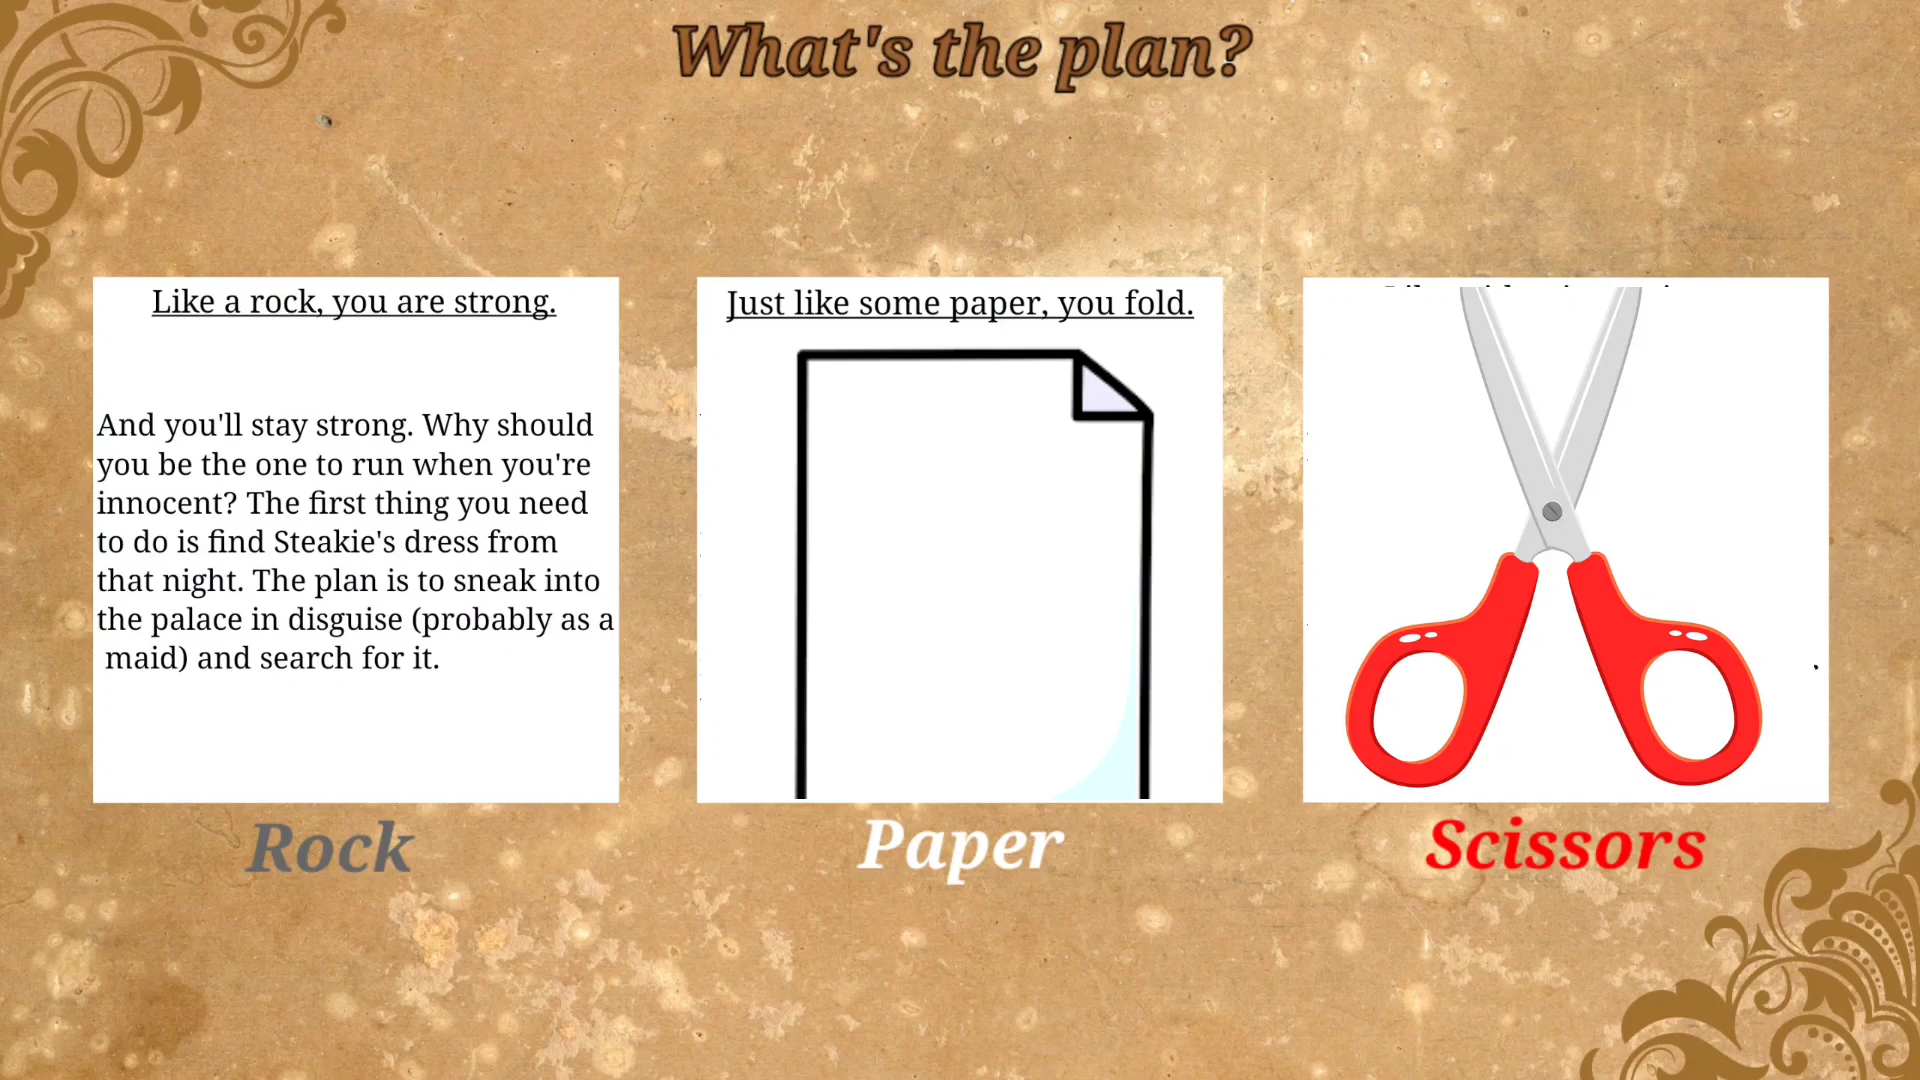 What's the plan?
Like a rock, you are strong.
And you'll stay strong. Why should
you be the one to run when you're
innocent? The first thing you need
to do is find Steakie's dress from
that night. The plan is to sneak into
the palace in disguise (probably as a
maid) and search for it.
Rock
Just like some paper, you fold.
Paper
Scissors